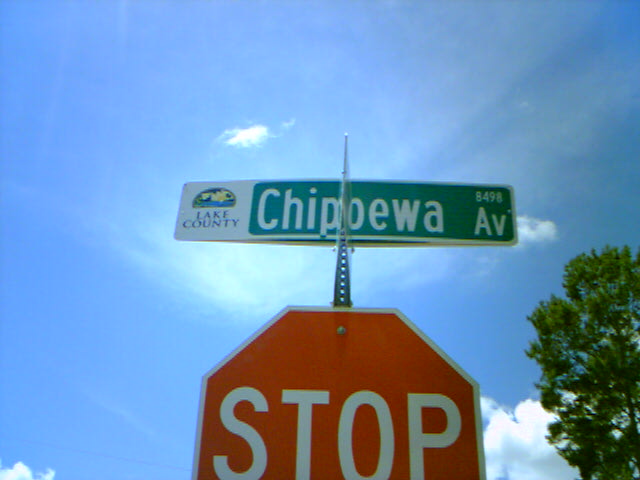 LAKE
COUNTY
Chippewa
8498
Av
STOP